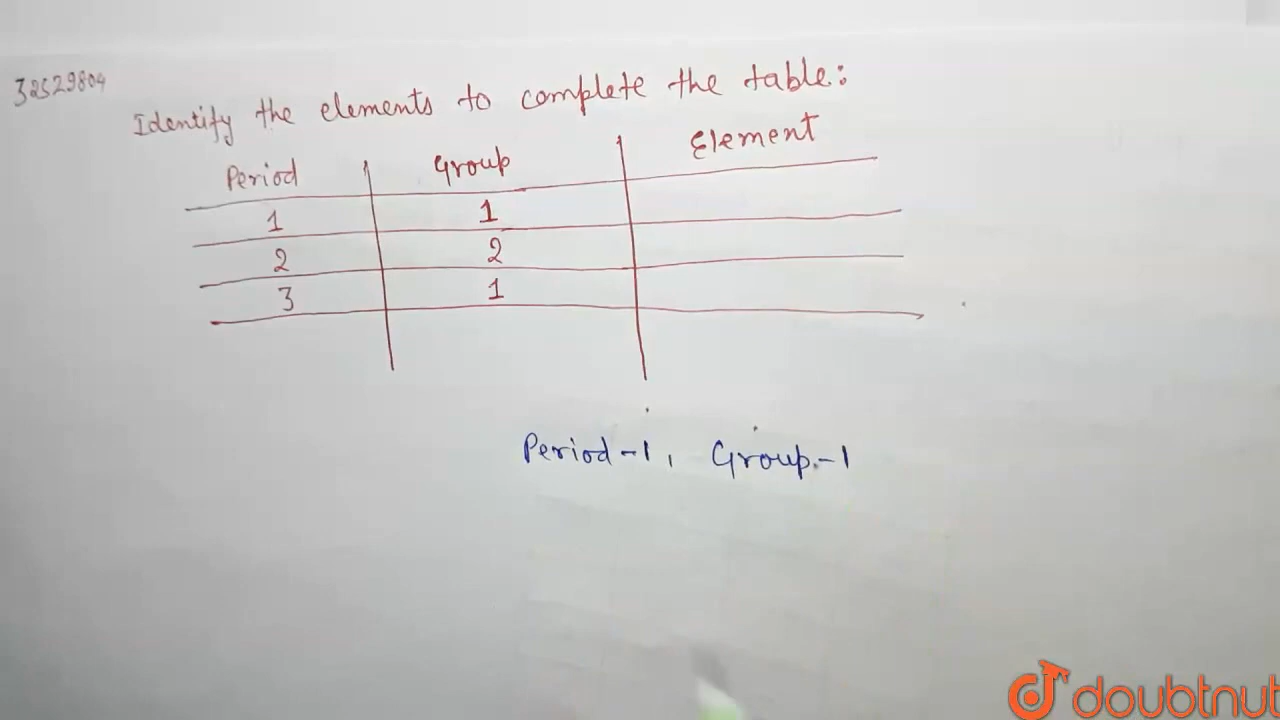 32529804
Identify the elements to complete the table:
Period Group Element
1 1
2 2
3 1
Period-1, Group-1
doubtnut